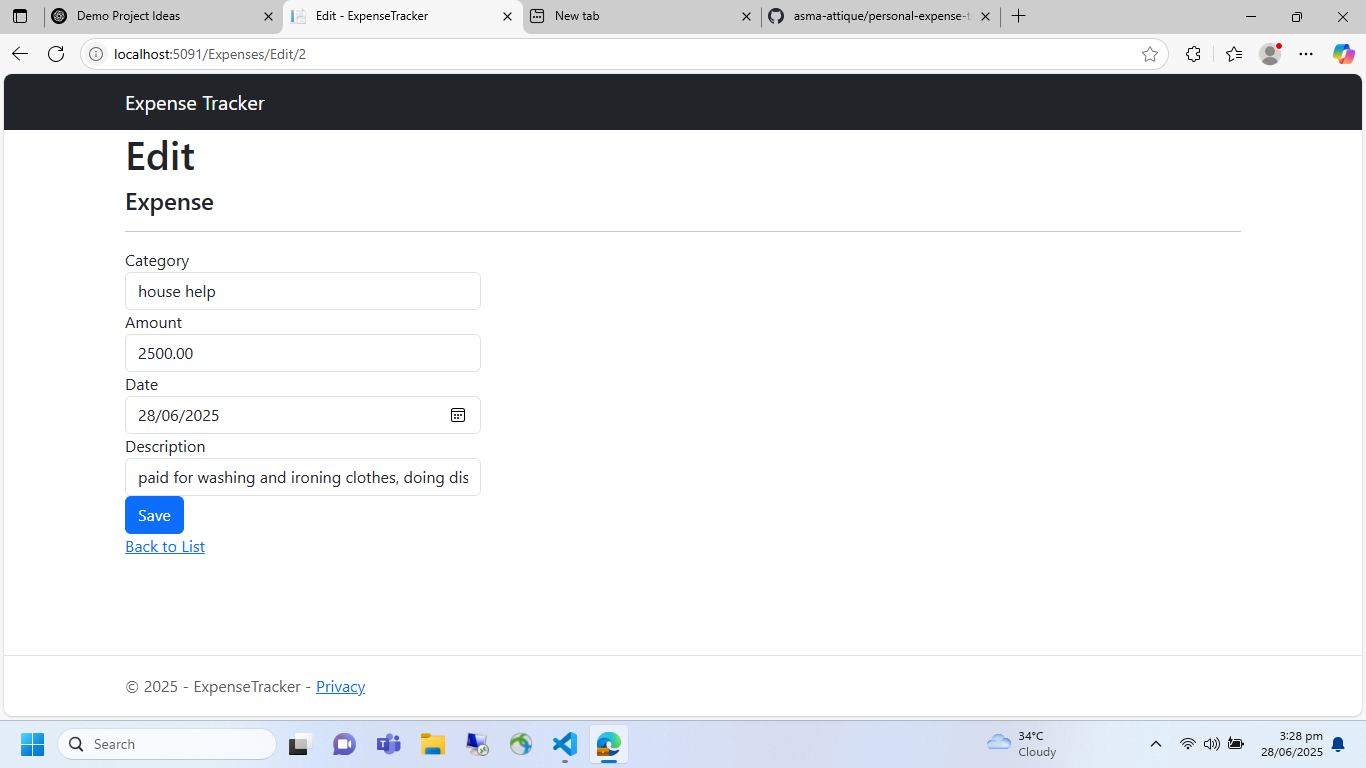 Demo Project Ideas
Edit - ExpenseTracker
New tab
asma-attique/personal-expense-t
localhost:5091/Expenses/Edit/2
Expense Tracker
Edit
Expense
Category
house help
Amount
2500.00
Date
28/06/2025
Description
paid for washing and ironing clothes, doing dis
Save
Back to List
© 2025 - ExpenseTracker - Privacy
Search
34°C
Cloudy
3:28 pm
28/06/2025